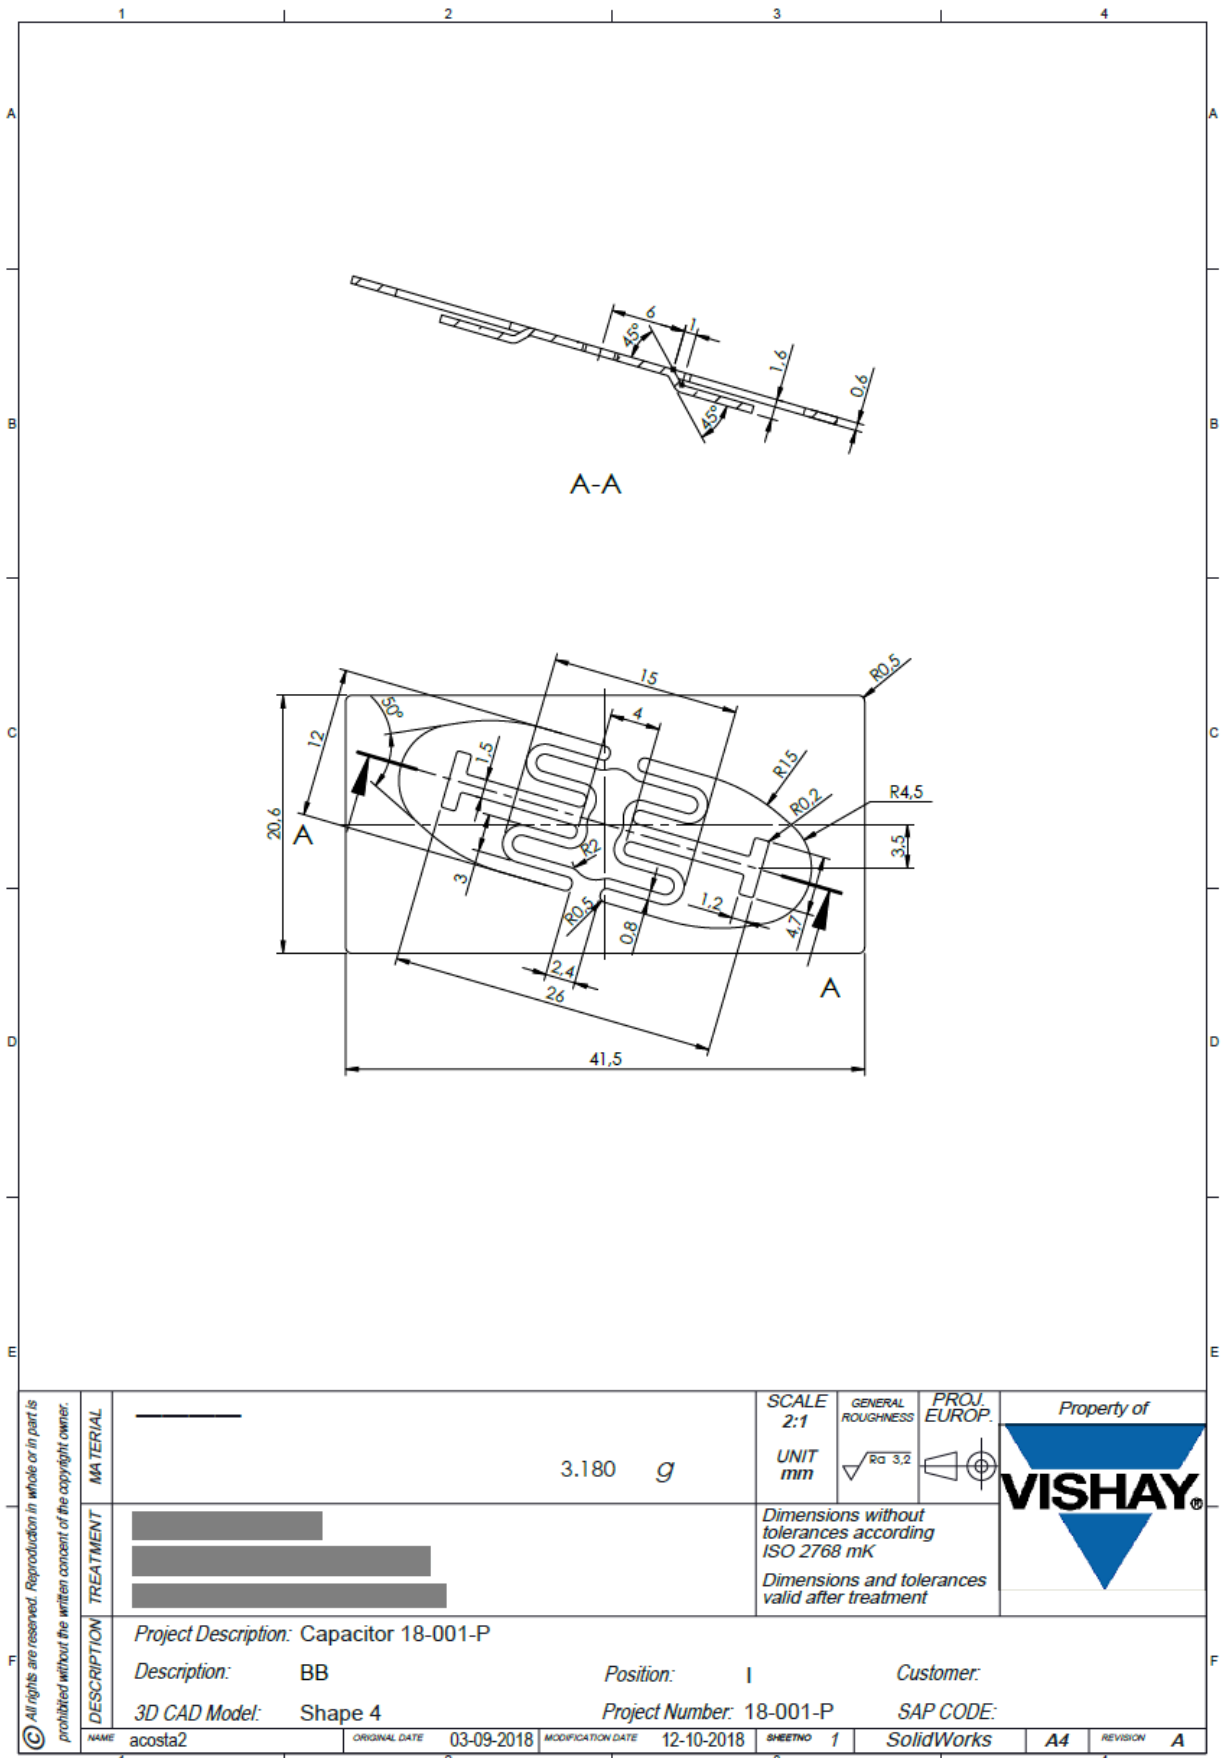 1 2 3 4
A A
6
1
45°
1,6
0,6
45°
B B
A-A
15
R0,5
50°
4
12
1,5
R15
C C
R0,2
R4,5
20,6
A
R2
3,5
3
R0,5
0,8
1,2
4,7
2,4
26
A
D D
41,5
E E
© All rights are reserved. Reproduction in whole or in part is
prohibited without the written concent of the copyright owner.
MATERIAL
3.180 g
SCALE
2:1
UNIT
mm
GENERAL
ROUGHNESS
Ra 3,2
PROJ.
EUROP.
Property of
VISHAY®
TREATMENT
Dimensions without
tolerances according
ISO 2768 mK
Dimensions and tolerances
valid after treatment
DESCRIPTION
Project Description: Capacitor 18-001-P
F F
Description: BB Position: I Customer:
3D CAD Model: Shape 4 Project Number: 18-001-P SAP CODE:
NAME acosta2 ORIGINAL DATE 03-09-2018 MODIFICATION DATE 12-10-2018 SHEETNO 1 SolidWorks A4 REVISION A